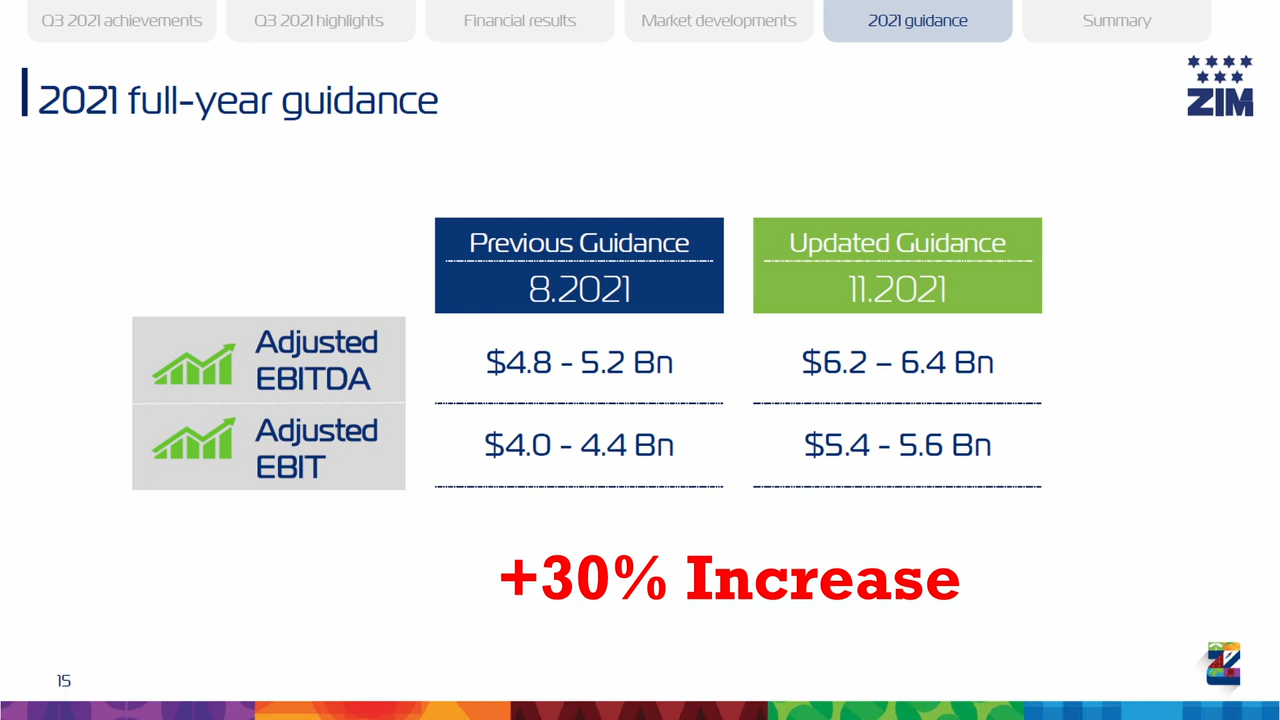 Q3 2021 achievements
Q3 2021 highlights
Financial results
Market developments
2021 guidance
Summary
2021 full-year guidance
ZIM
Previous Guidance
8.2021
Updated Guidance
11.2021
Adjusted
EBITDA
$4.8 - 5.2 Bn
$6.2 – 6.4 Bn
Adjusted
EBIT
$4.0 - 4.4 Bn
$5.4 - 5.6 Bn
+30% Increase
15
Z